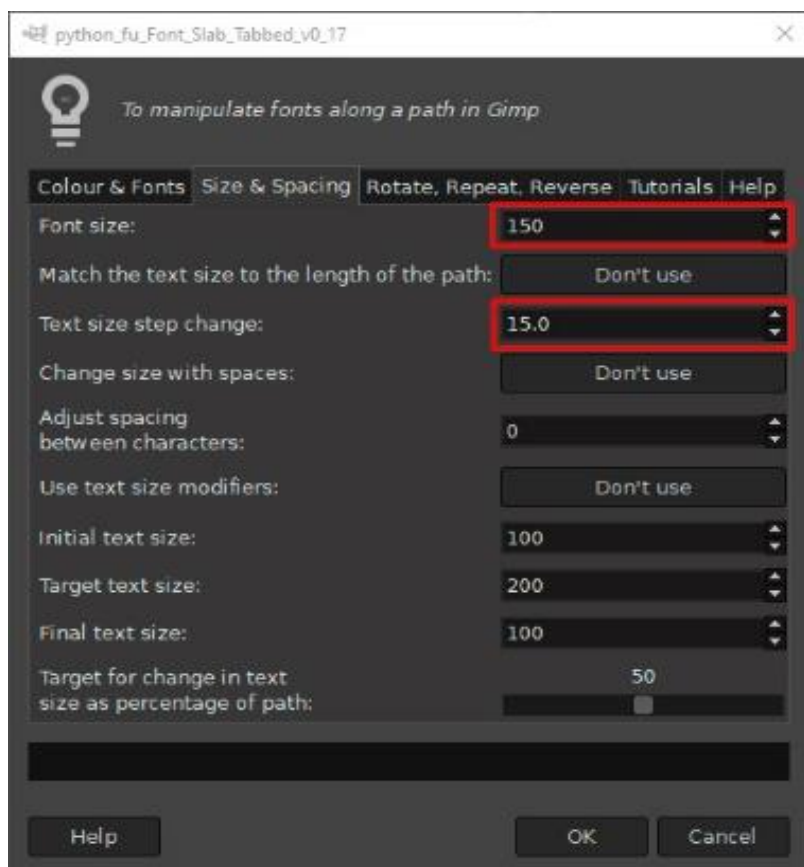 python_fu_Font_Slab_Tabbed_v0_17
To manipulate fonts along a path in Gimp
Colour & Fonts Size & Spacing Rotate, Repeat, Reverse Tutorials Help
Font size: 150
Match the text size to the length of the path: Don't use
Text size step change: 15.0
Change size with spaces: Don't use
Adjust spacing
between characters: 0
Use text size modifiers: Don't use
Initial text size: 100
Target text size: 200
Final text size: 100
Target for change in text 50
size as percentage of path:
Help OK Cancel